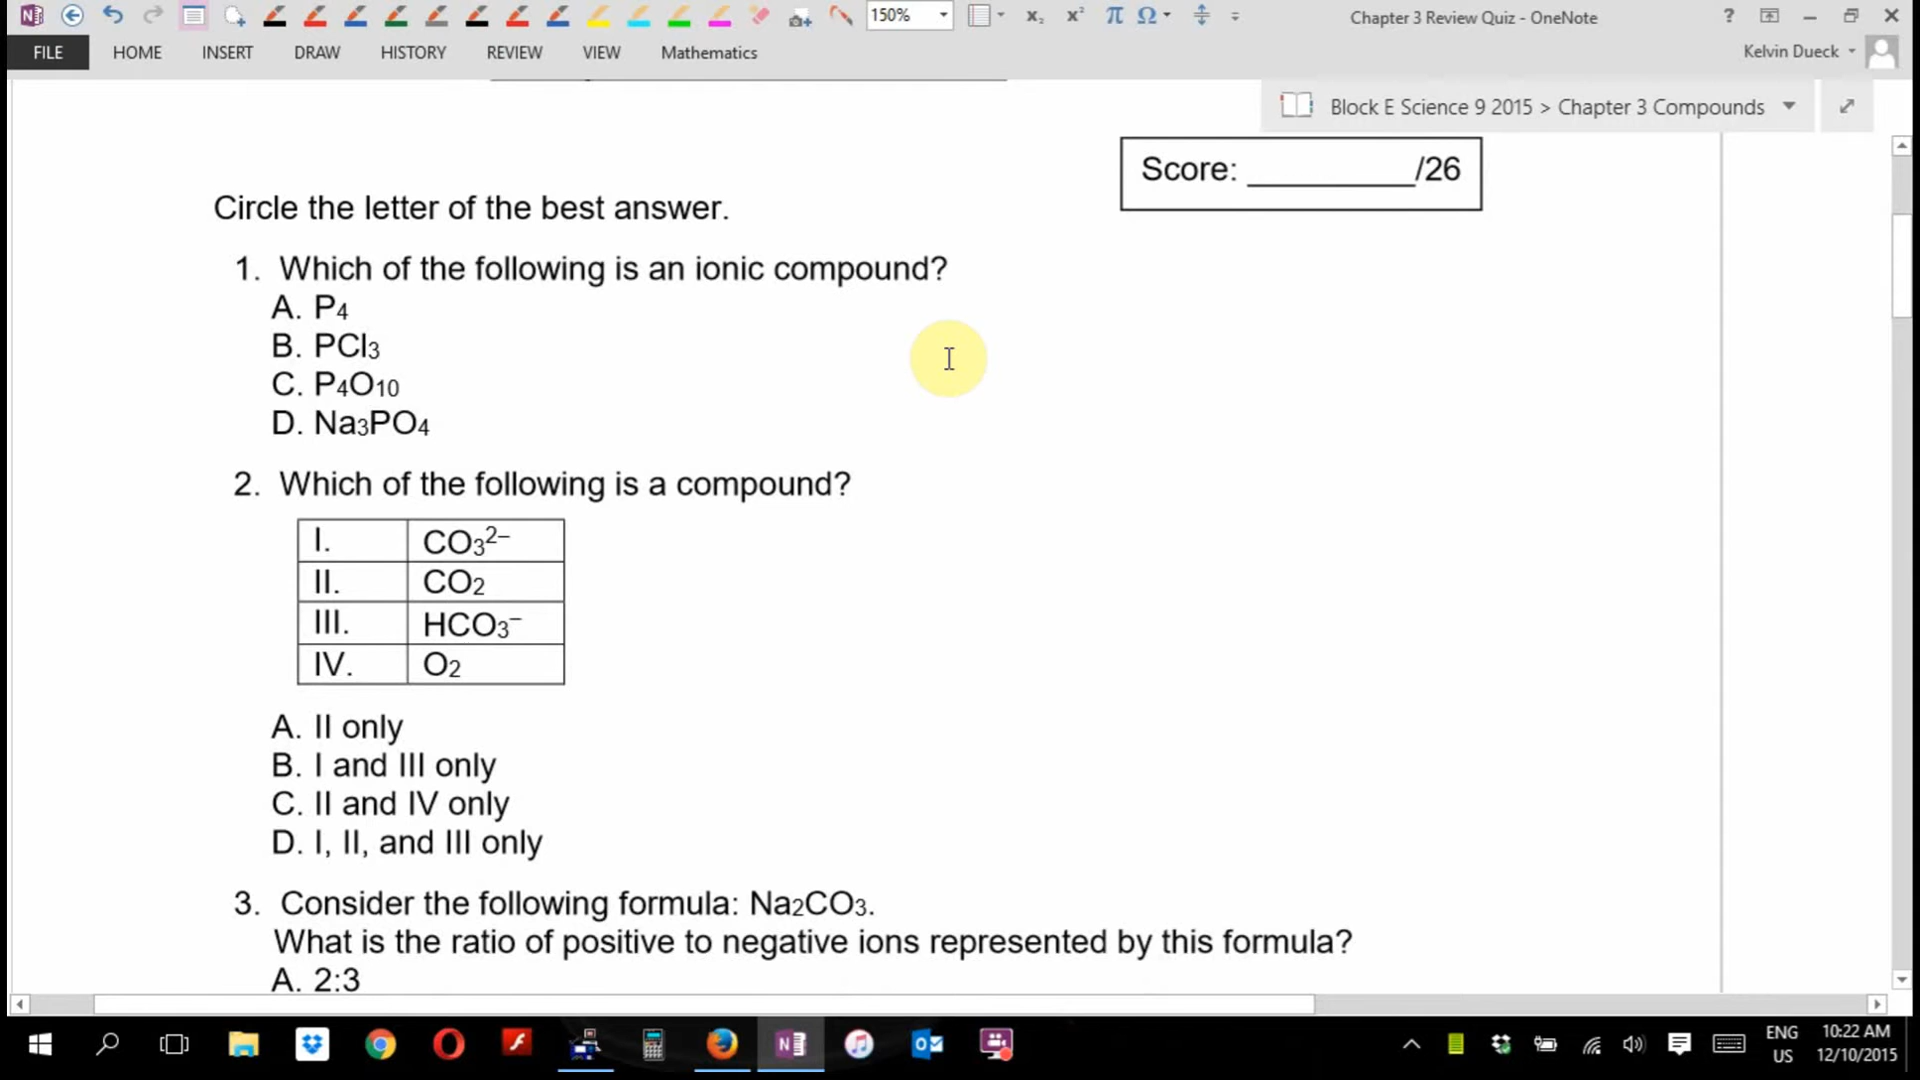 150%
x₂ x² π Ω
Chapter 3 Review Quiz - OneNote
?
FILE HOME INSERT DRAW HISTORY REVIEW VIEW Mathematics
Kelvin Dueck
Block E Science 9 2015 > Chapter 3 Compounds
Score: __________/26
Circle the letter of the best answer.
1. Which of the following is an ionic compound?
A. P₄
B. PCl₃
C. P₄O₁₀
D. Na₃PO₄
2. Which of the following is a compound?
I. CO₃²⁻
II. CO₂
III. HCO₃⁻
IV. O₂
A. II only
B. I and III only
C. II and IV only
D. I, II, and III only
3. Consider the following formula: Na₂CO₃.
What is the ratio of positive to negative ions represented by this formula?
A. 2:3
ENG 10:22 AM
US 12/10/2015